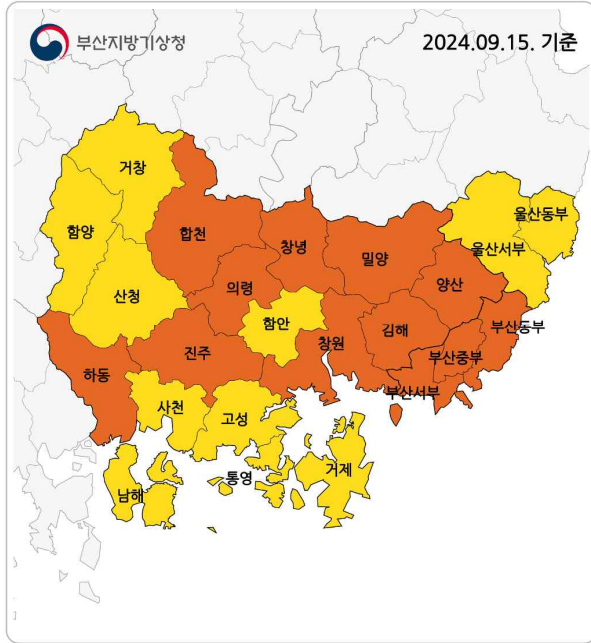 부산지방기상청
2024.09.15. 기준
거창
함양
합천
창녕
밀양
울산동부
울산서부
산청
의령
양산
함안
창원
김해
부산동부
진주
부산중부
하동
부산서부
사천
고성
통영
거제
남해